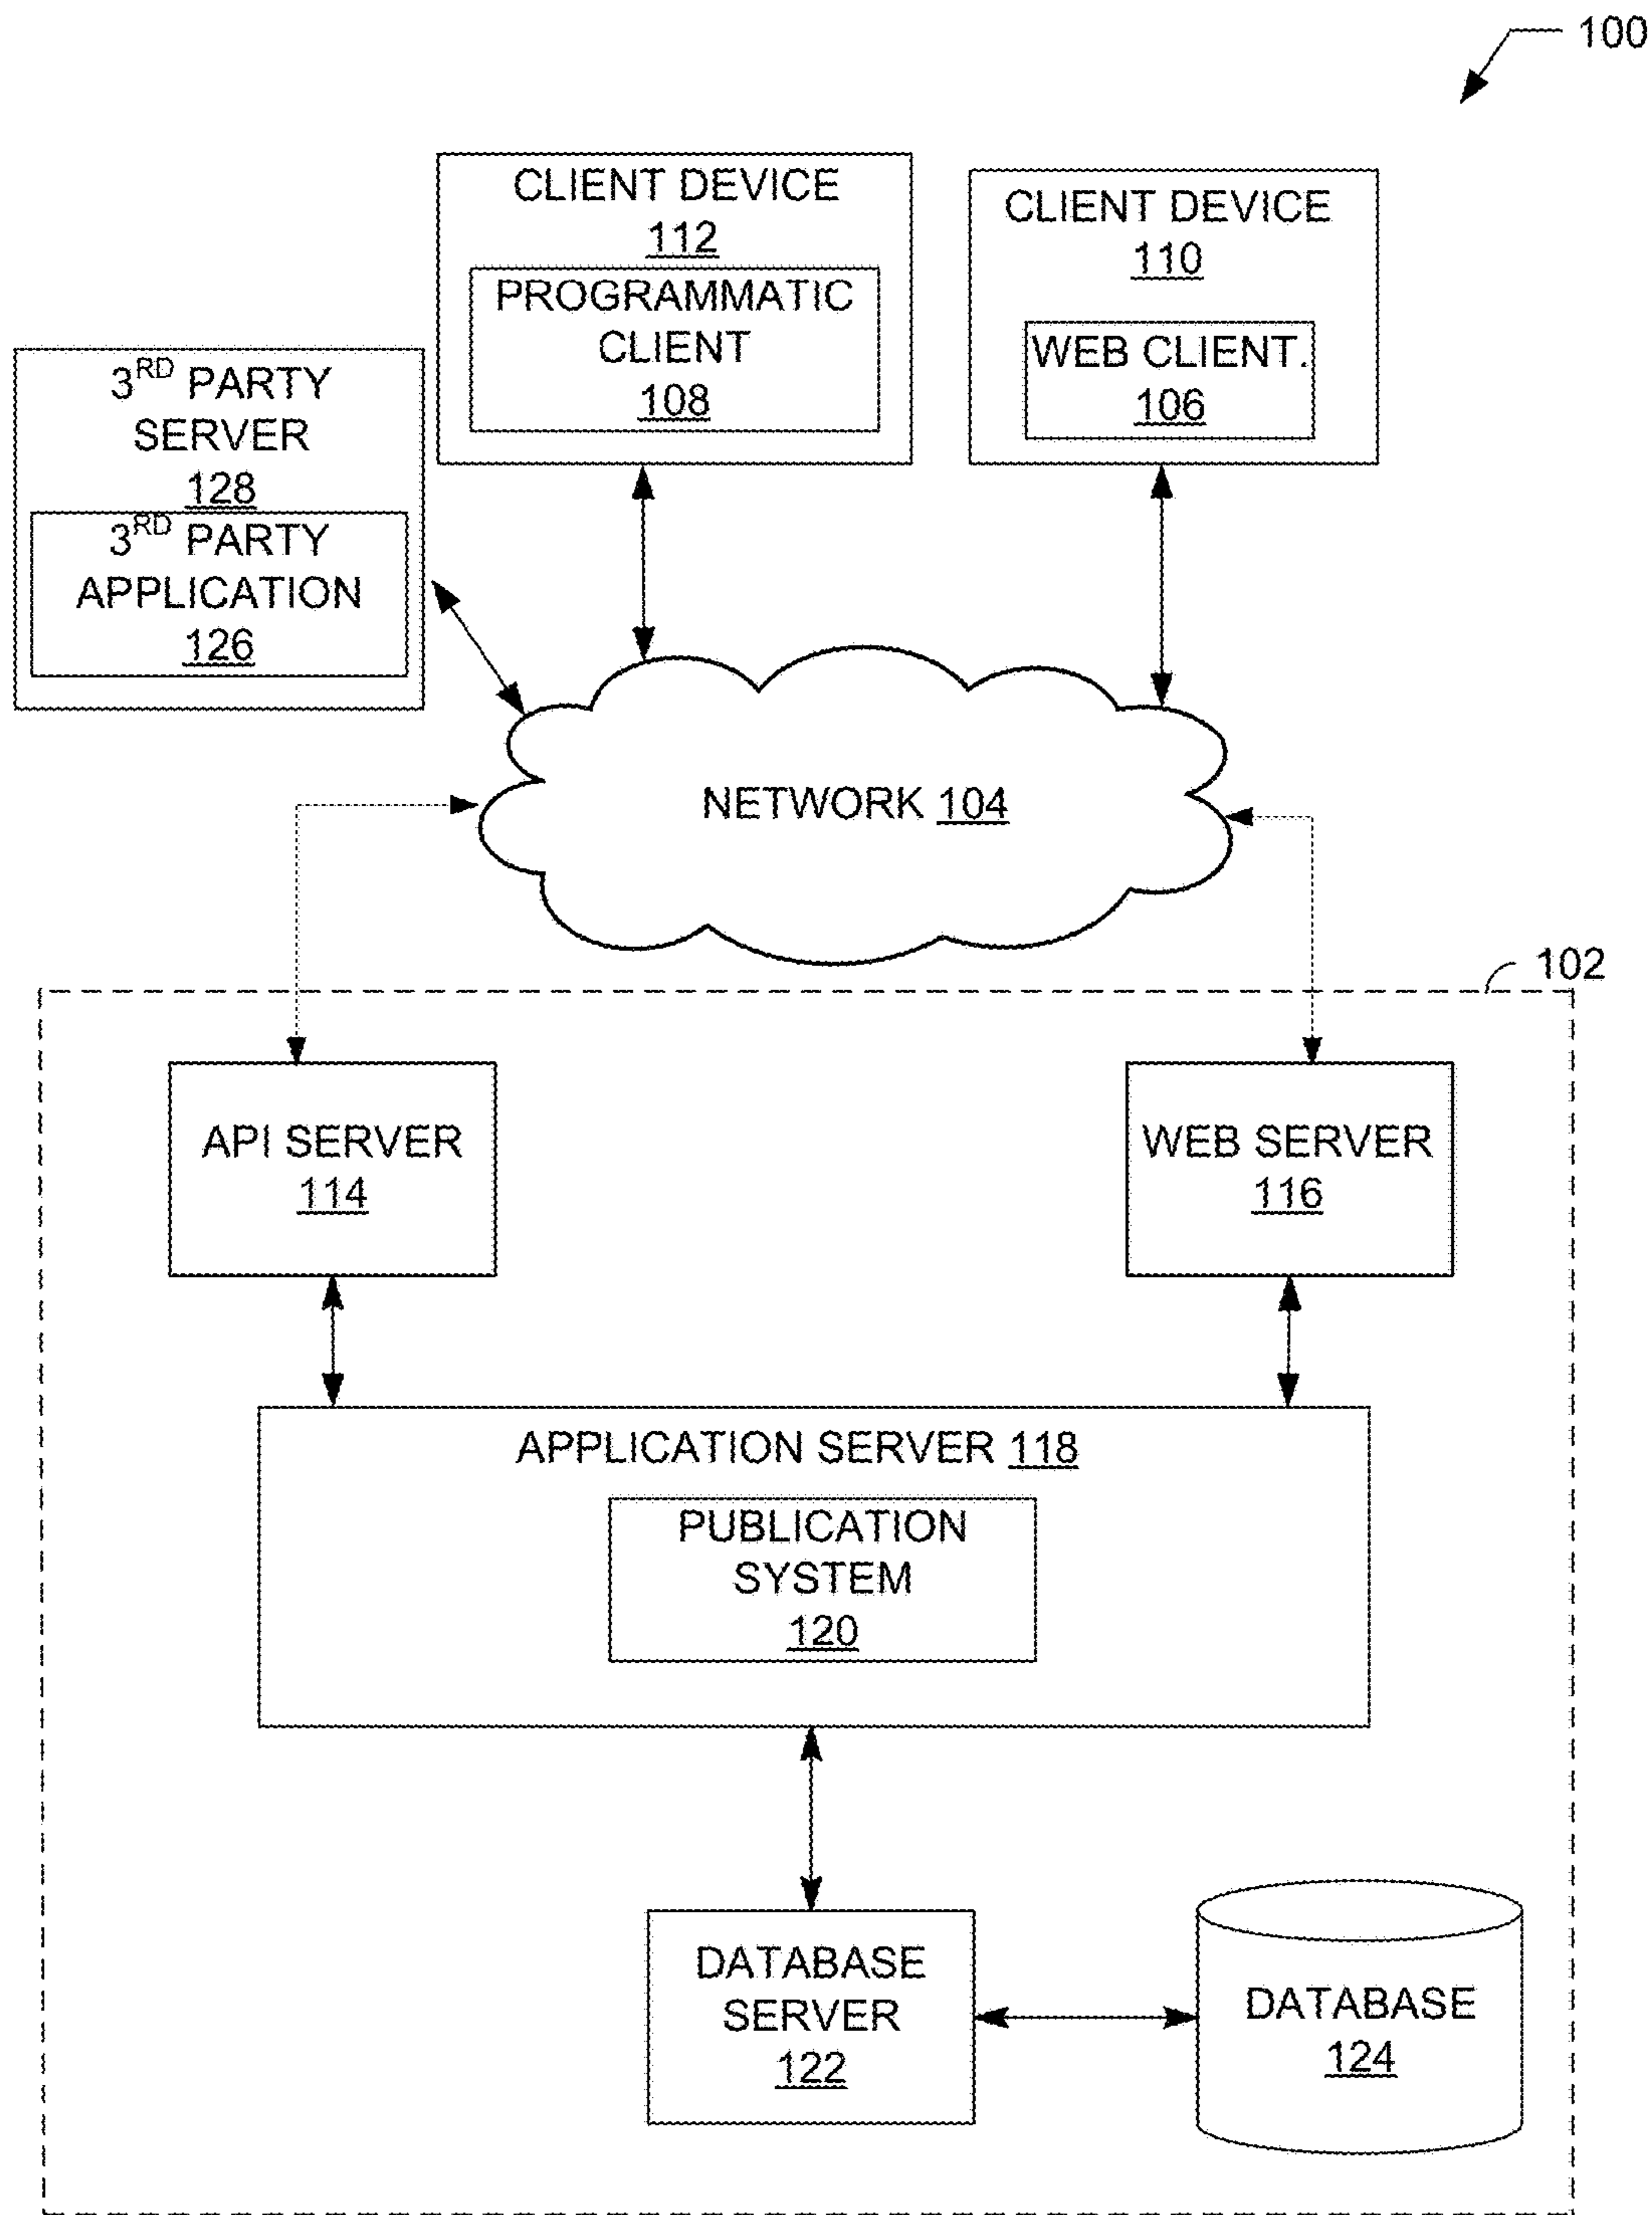 100
CLIENT DEVICE
112
PROGRAMMATIC
CLIENT
108
CLIENT DEVICE
110
WEB CLIENT.
106
3RD PARTY
SERVER
128
3RD PARTY
APPLICATION
126
NETWORK 104
102
API SERVER
114
WEB SERVER
116
APPLICATION SERVER 118
PUBLICATION
SYSTEM
120
DATABASE
SERVER
122
DATABASE
124